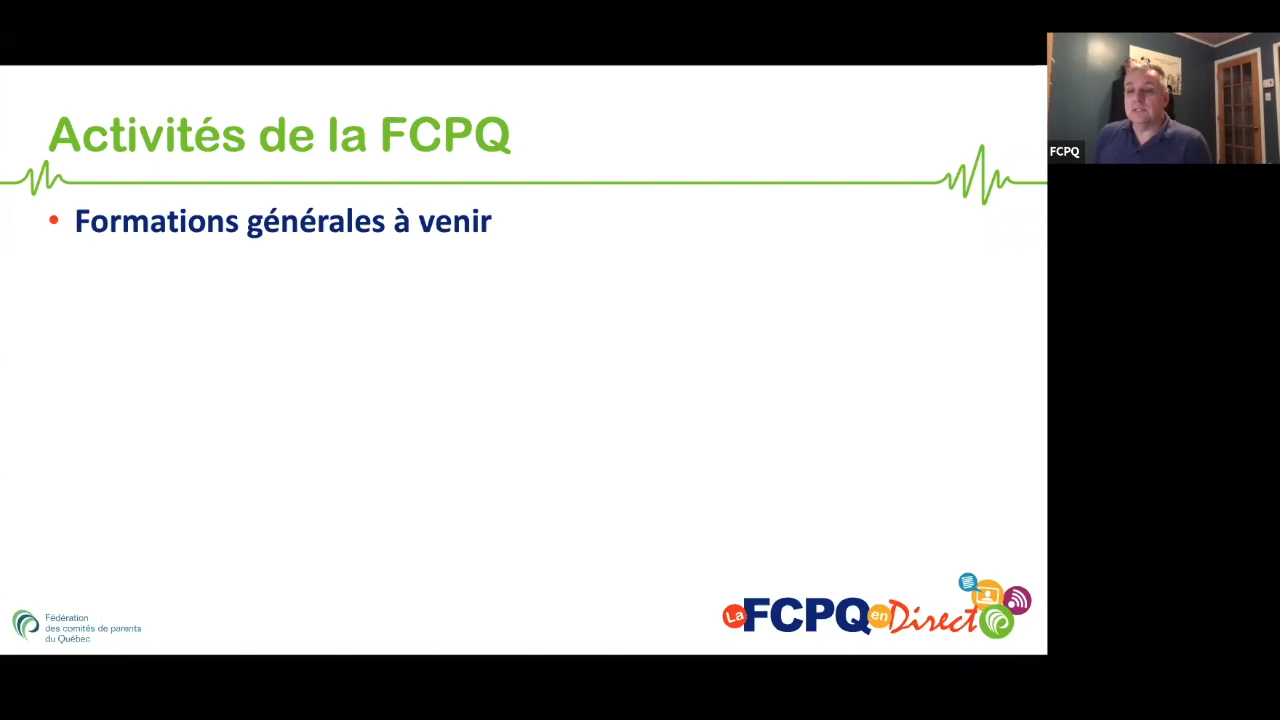 Activités de la FCPQ
• Formations générales à venir
FCPQ
Fédération
des comités de parents
du Québec
La FCPQ en Direct